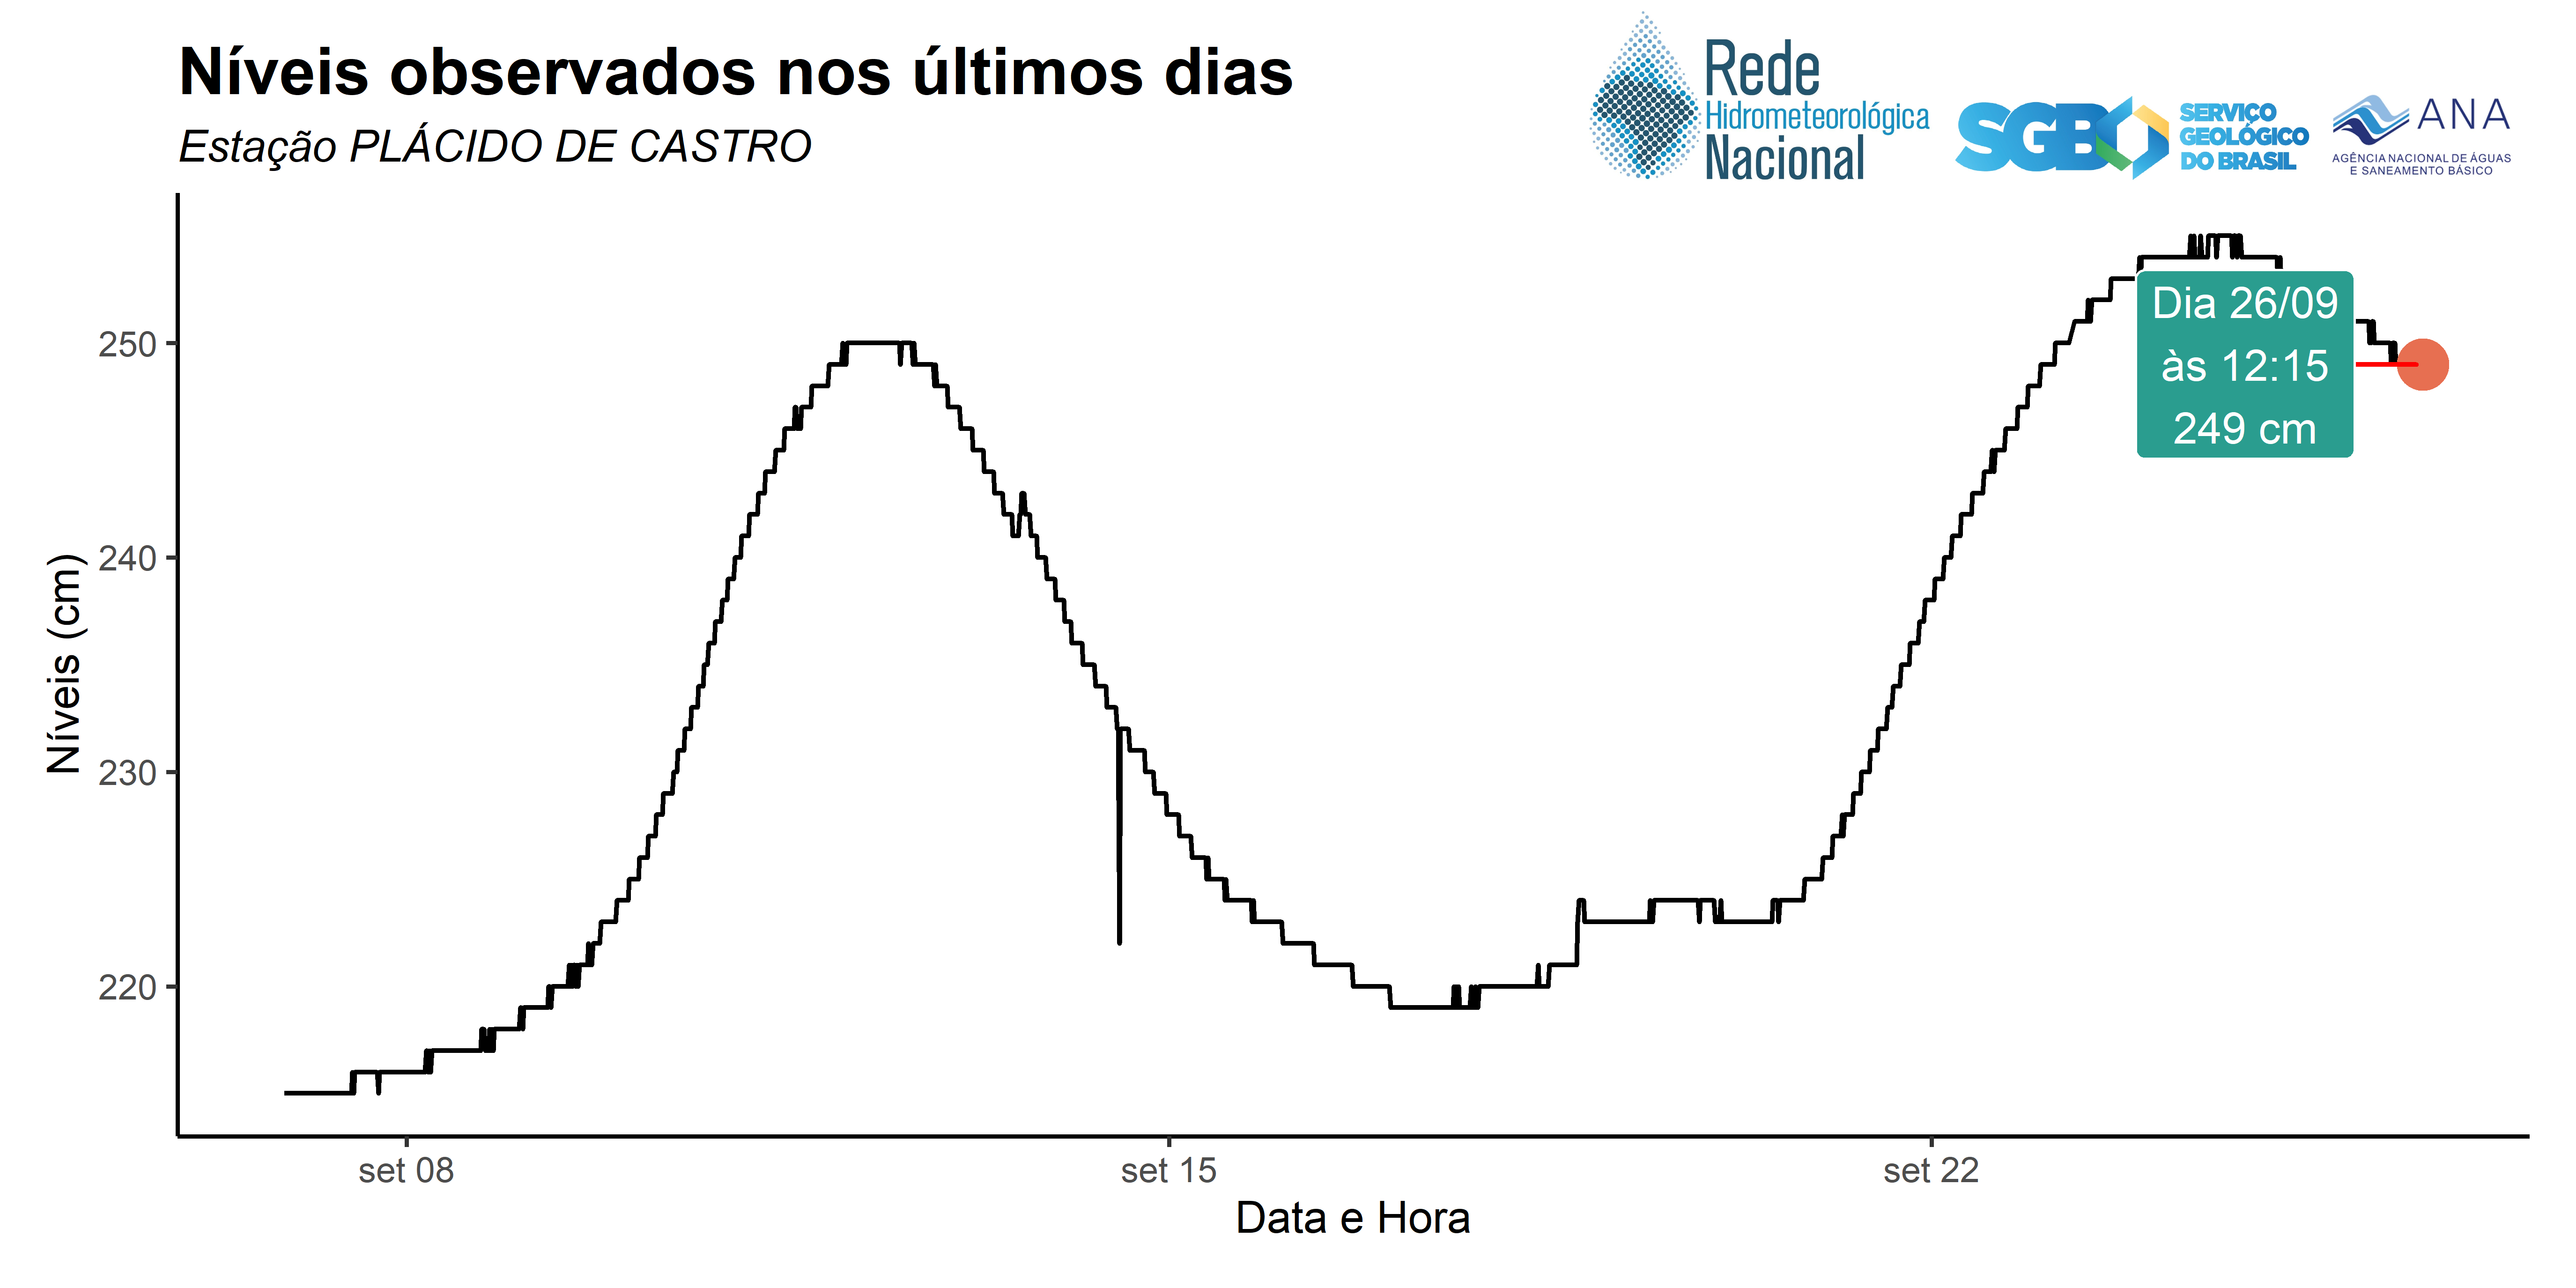 Níveis observados nos últimos dias
Estação PLÁCIDO DE CASTRO
Rede
Hidrometeorológica
Nacional
SGB
SERVIÇO
GEOLÓGICO
DO BRASIL
ANA
AGÊNCIA NACIONAL DE ÁGUAS
E SANEAMENTO BÁSICO
Níveis (cm)
250
240
230
220
Dia 26/09
às 12:15
249 cm
set 08
set 15
set 22
Data e Hora